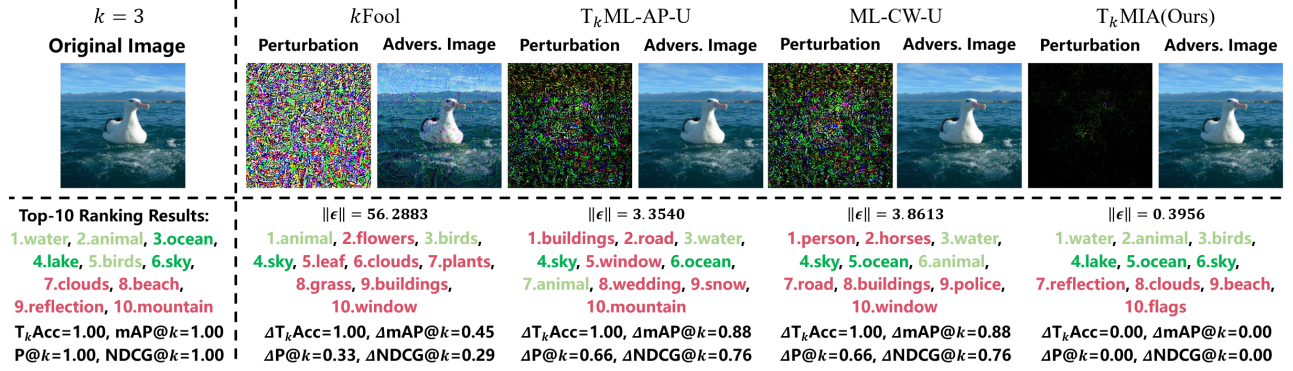 k = 3
Original Image
Top-10 Ranking Results:
1.water, 2.animal, 3.ocean,
4.lake, 5.birds, 6.sky,
7.clouds, 8.beach,
9.reflection, 10.mountain
TₖAcc=1.00, mAP@k=1.00
P@k=1.00, NDCG@k=1.00
kFool
Perturbation Advers. Image
‖ϵ‖ = 56.2883
1.animal, 2.flowers, 3.birds,
4.sky, 5.leaf, 6.clouds, 7.plants,
8.grass, 9.buildings,
10.window
ΔTₖAcc=1.00, ΔmAP@k=0.45
ΔP@k=0.33, ΔNDCG@k=0.29
TₖML-AP-U
Perturbation Advers. Image
‖ϵ‖ = 3.3540
1.buildings, 2.road, 3.water,
4.sky, 5.window, 6.ocean,
7.animal, 8.wedding, 9.snow,
10.mountain
ΔTₖAcc=1.00, ΔmAP@k=0.88
ΔP@k=0.66, ΔNDCG@k=0.76
ML-CW-U
Perturbation Advers. Image
‖ϵ‖ = 3.8613
1.person, 2.horses, 3.water,
4.sky, 5.ocean, 6.animal,
7.road, 8.buildings, 9.police,
10.window
ΔTₖAcc=1.00, ΔmAP@k=0.88
ΔP@k=0.66, ΔNDCG@k=0.76
TₖMIA(Ours)
Perturbation Advers. Image
‖ϵ‖ = 0.3956
1.water, 2.animal, 3.birds,
4.lake, 5.ocean, 6.sky,
7.reflection, 8.clouds, 9.beach,
10.flags
ΔTₖAcc=0.00, ΔmAP@k=0.00
ΔP@k=0.00, ΔNDCG@k=0.00